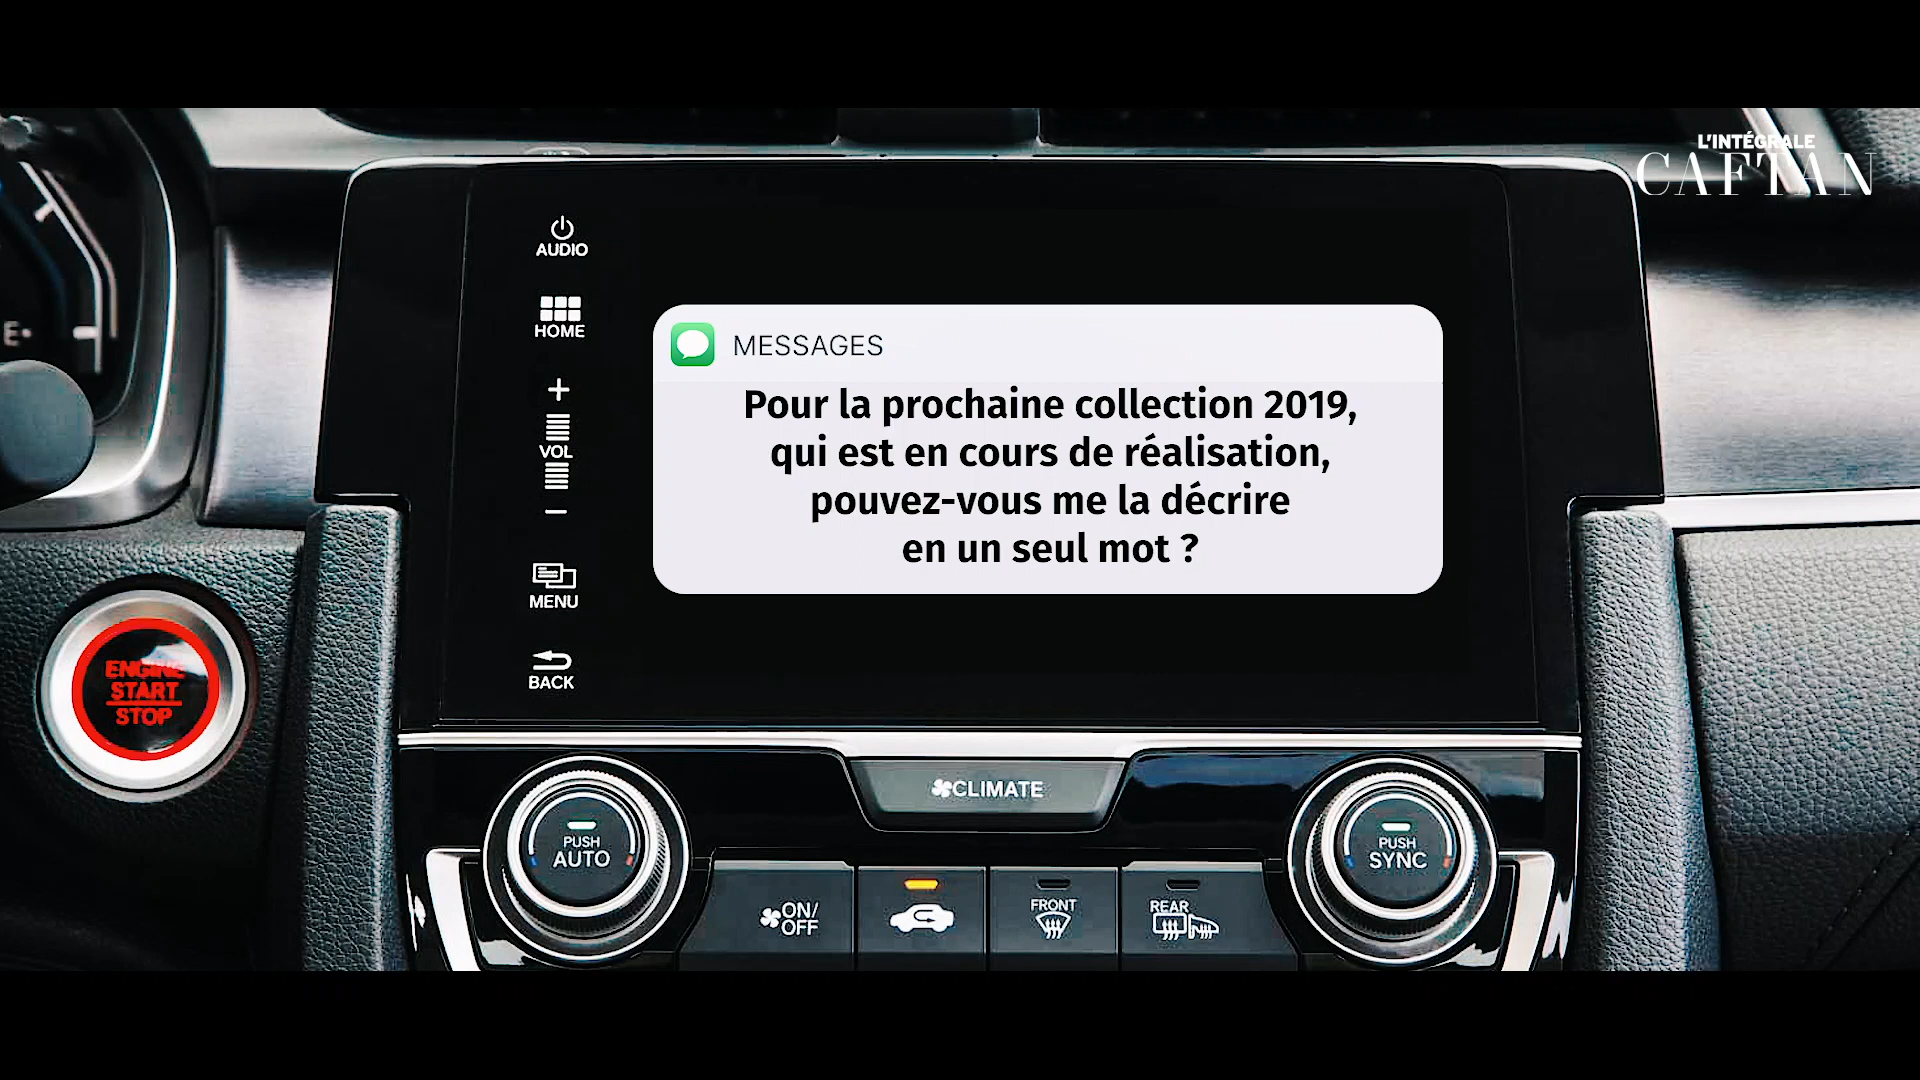 L'INTÉGRALE
CAFTAN
AUDIO
HOME
MESSAGES
Pour la prochaine collection 2019,
qui est en cours de réalisation,
pouvez-vous me la décrire
en un seul mot ?
VOL
MENU
BACK
E
ENGINE
START
STOP
CLIMATE
PUSH
AUTO
PUSH
SYNC
ON/
OFF
FRONT
REAR